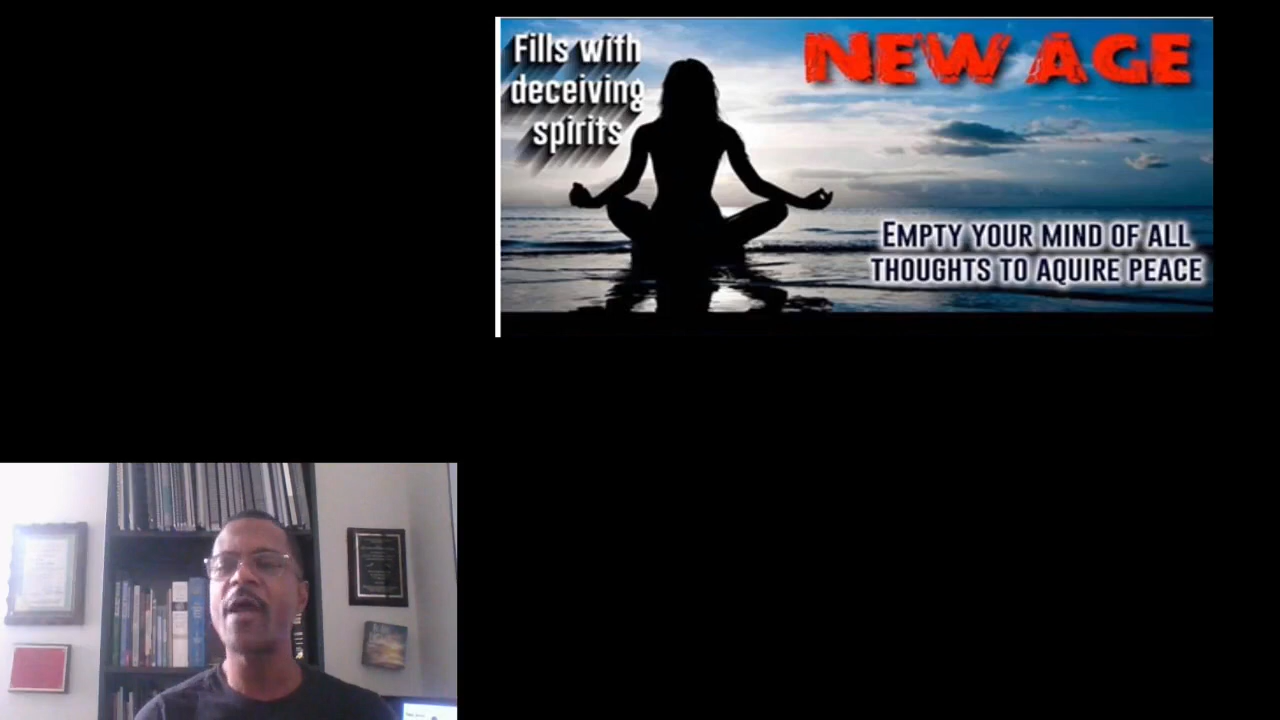 Fills with
deceiving
spirits
NEW AGE
EMPTY YOUR MIND OF ALL
THOUGHTS TO AQUIRE PEACE